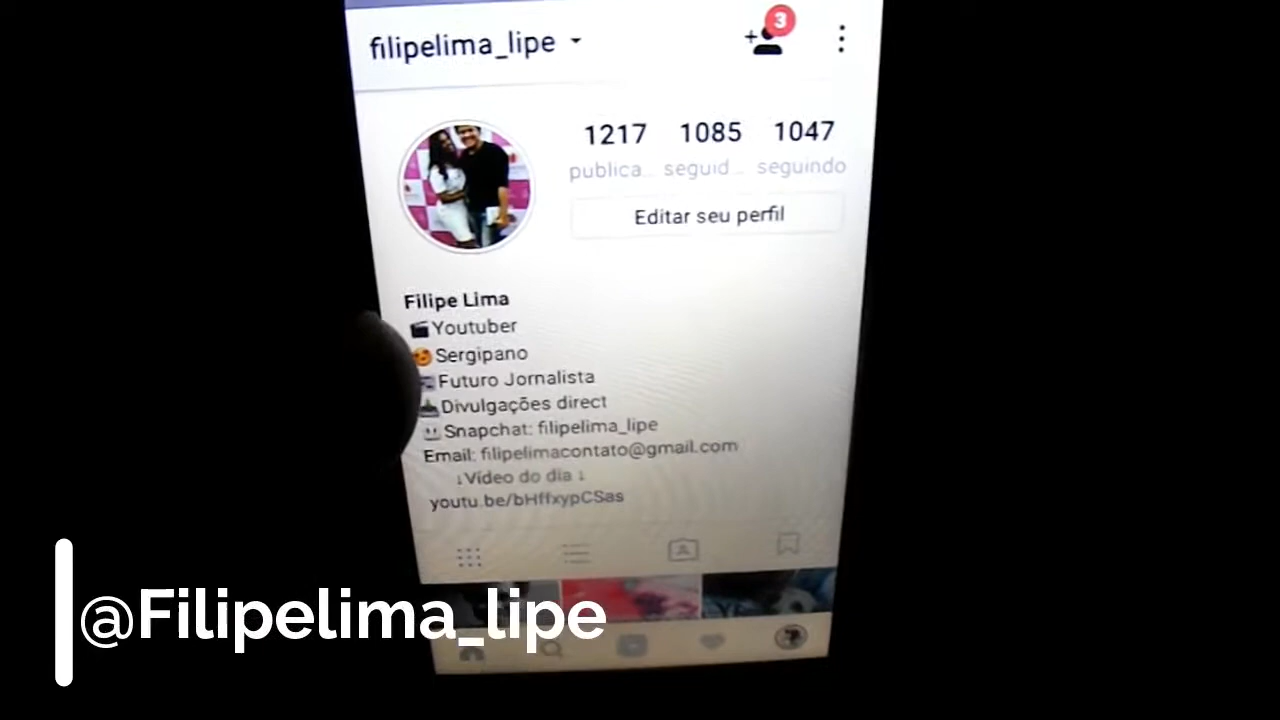 filipelima_lipe
3
1217 1085 1047
publica... seguid... seguindo
Editar seu perfil
Filipe Lima
Youtuber
Sergipano
Futuro Jornalista
Divulgações direct
Snapchat: filipelima_lipe
Email: filipelimacontato@gmail.com
↓Vídeo do dia ↓
youtu.be/bHffxypCSas
@Filipelima_lipe